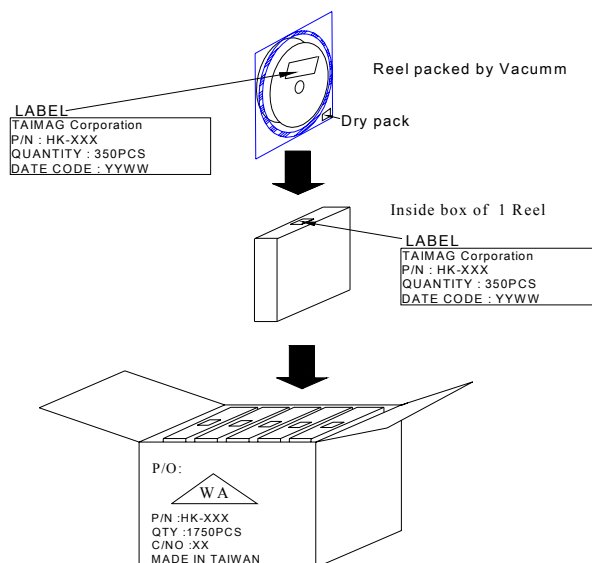 Reel packed by Vacumm
LABEL
TAIMAG Corporation
P/N : HK-XXX
QUANTITY : 350PCS
DATE CODE : YYWW
Dry pack
Inside box of 1 Reel
LABEL
TAIMAG Corporation
P/N : HK-XXX
QUANTITY : 350PCS
DATE CODE : YYWW
P/O:
WA
P/N :HK-XXX
QTY :1750PCS
C/NO :XX
MADE IN TAIWAN